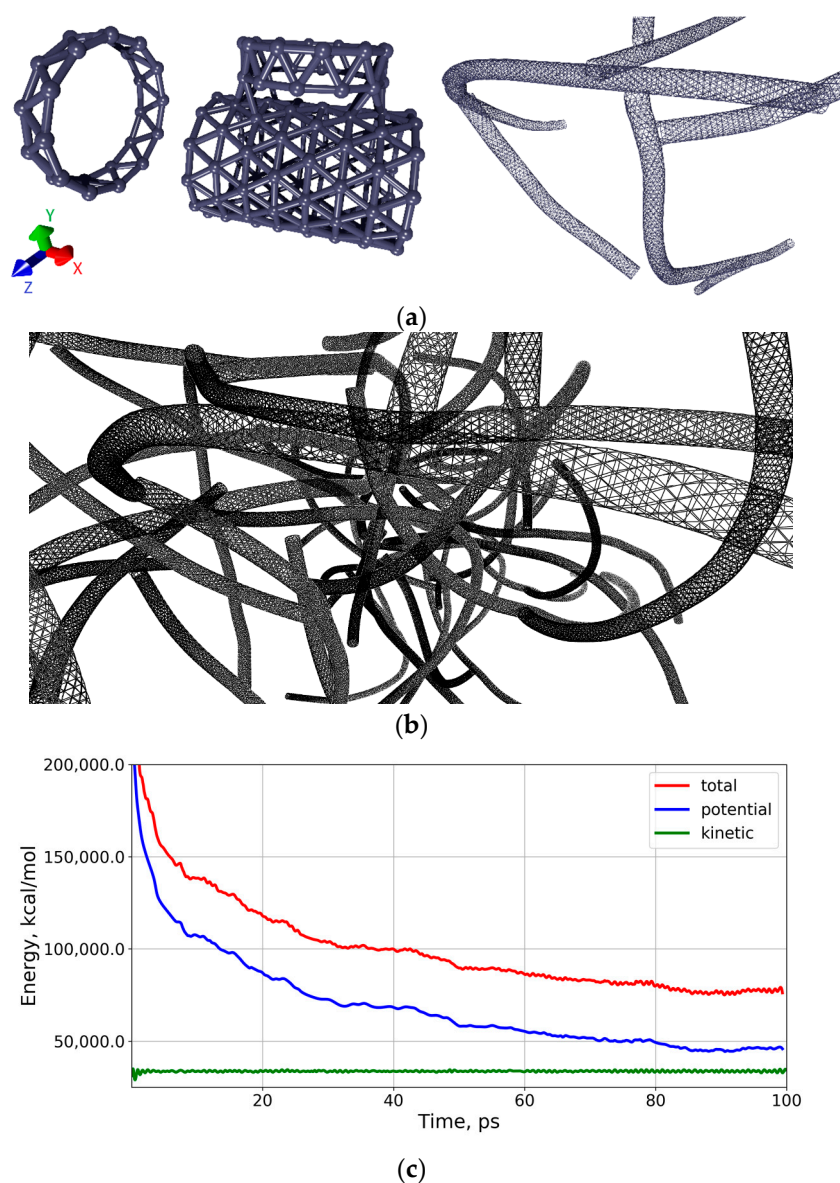 Y
X
Z
(a)
(b)
200,000.0
150,000.0
100,000.0
50,000.0
Energy, kcal/mol
total
potential
kinetic
20
40
60
80
100
Time, ps
(c)